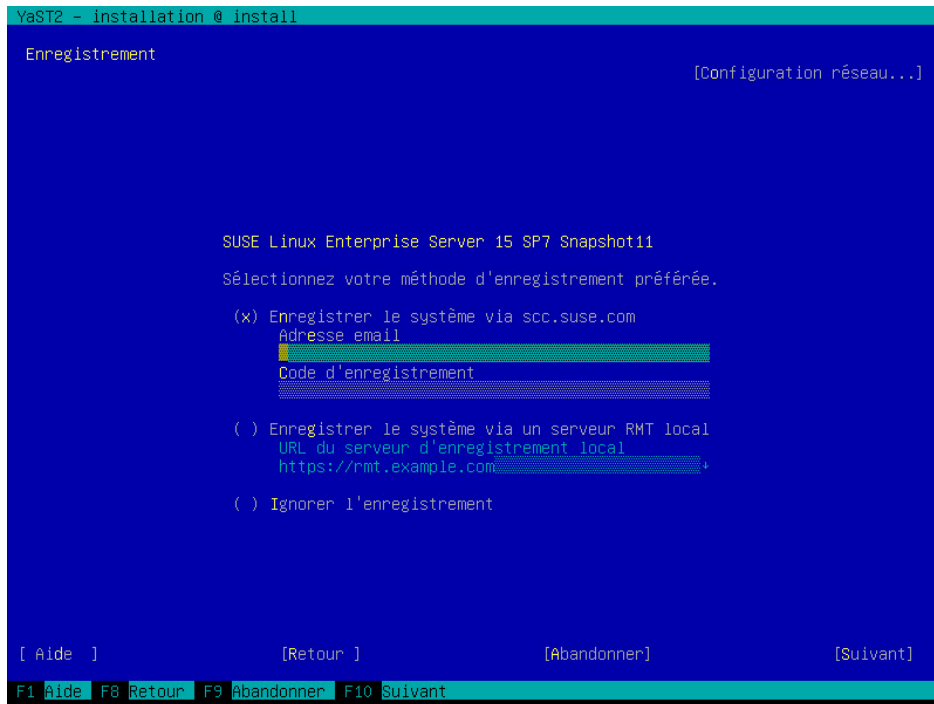 YaST2 - installation @ install
Enregistrement
[Configuration réseau...]
SUSE Linux Enterprise Server 15 SP7 Snapshot11
Sélectionnez votre méthode d'enregistrement préférée.
(x) Enregistrer le système via scc.suse.com
Adresse email
Code d'enregistrement
( ) Enregistrer le système via un serveur RMT local
URL du serveur d'enregistrement local
https://rmt.example.com
( ) Ignorer l'enregistrement
[ Aide ] [Retour ] [Abandonner] [Suivant]
F1 Aide F8 Retour F9 Abandonner F10 Suivant